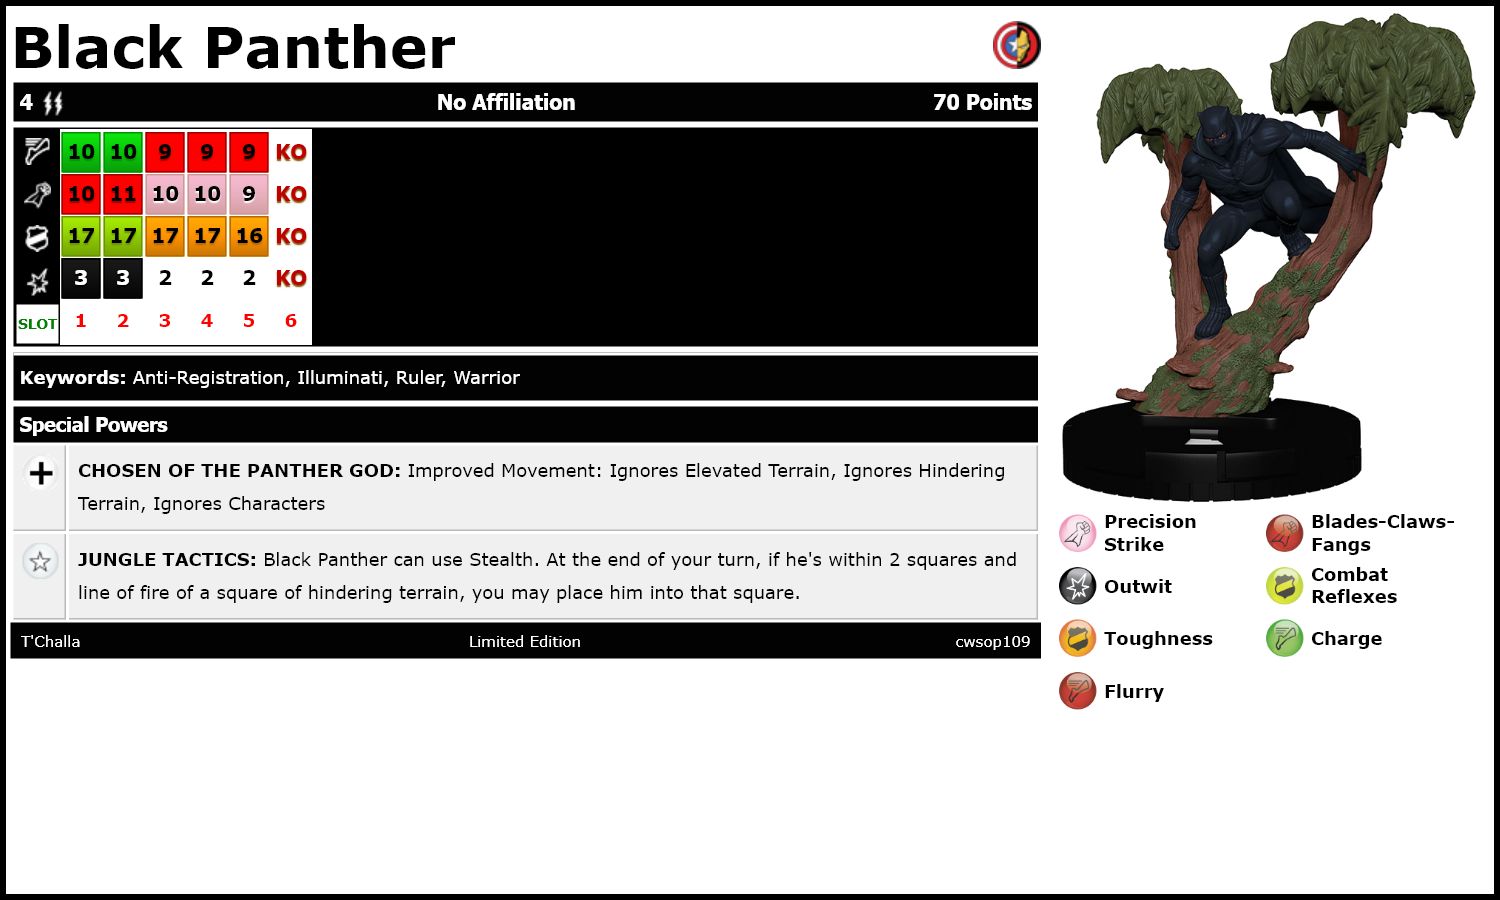 Black Panther
4 No Affiliation 70 Points
10 10 9 9 9 KO
10 11 10 10 9 KO
17 17 17 17 16 KO
3 3 2 2 2 KO
SLOT 1 2 3 4 5 6
Keywords: Anti-Registration, Illuminati, Ruler, Warrior
Special Powers
CHOSEN OF THE PANTHER GOD: Improved Movement: Ignores Elevated Terrain, Ignores Hindering
Terrain, Ignores Characters
JUNGLE TACTICS: Black Panther can use Stealth. At the end of your turn, if he's within 2 squares and
line of fire of a square of hindering terrain, you may place him into that square.
T'Challa Limited Edition cwsop109
Precision
Strike
Blades-Claws-
Fangs
Outwit
Combat
Reflexes
Toughness
Charge
Flurry